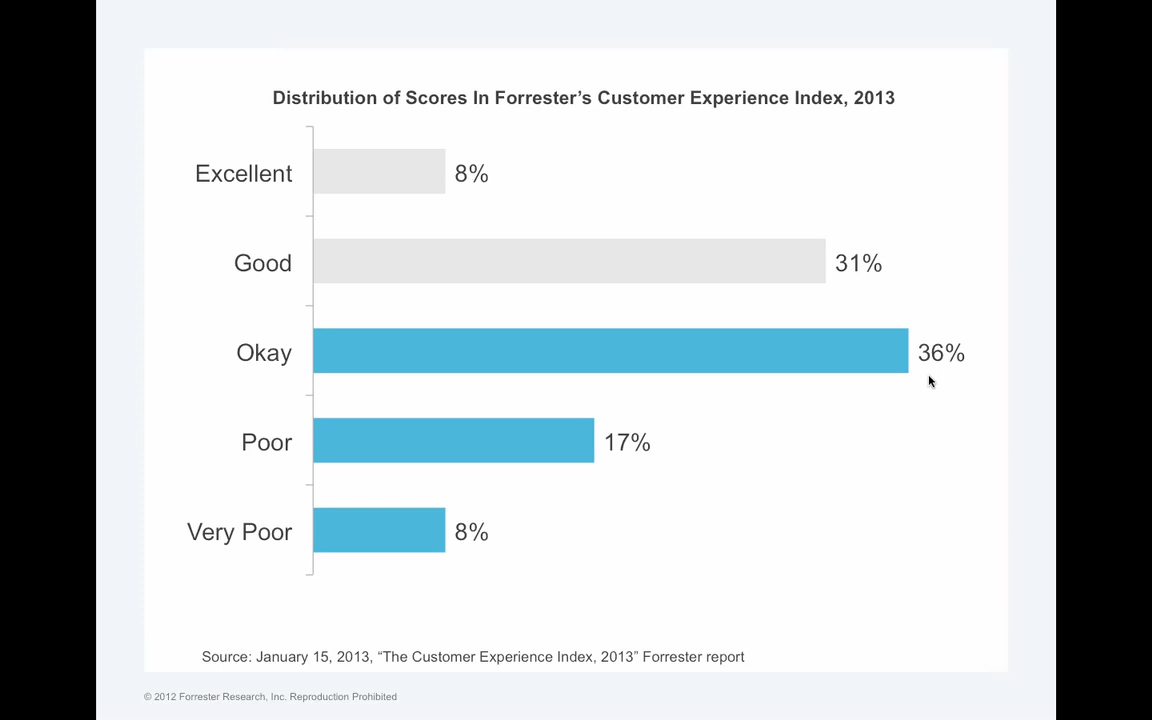 Distribution of Scores In Forrester’s Customer Experience Index, 2013
Excellent 8%
Good 31%
Okay 36%
Poor 17%
Very Poor 8%
Source: January 15, 2013, “The Customer Experience Index, 2013” Forrester report
© 2012 Forrester Research, Inc. Reproduction Prohibited